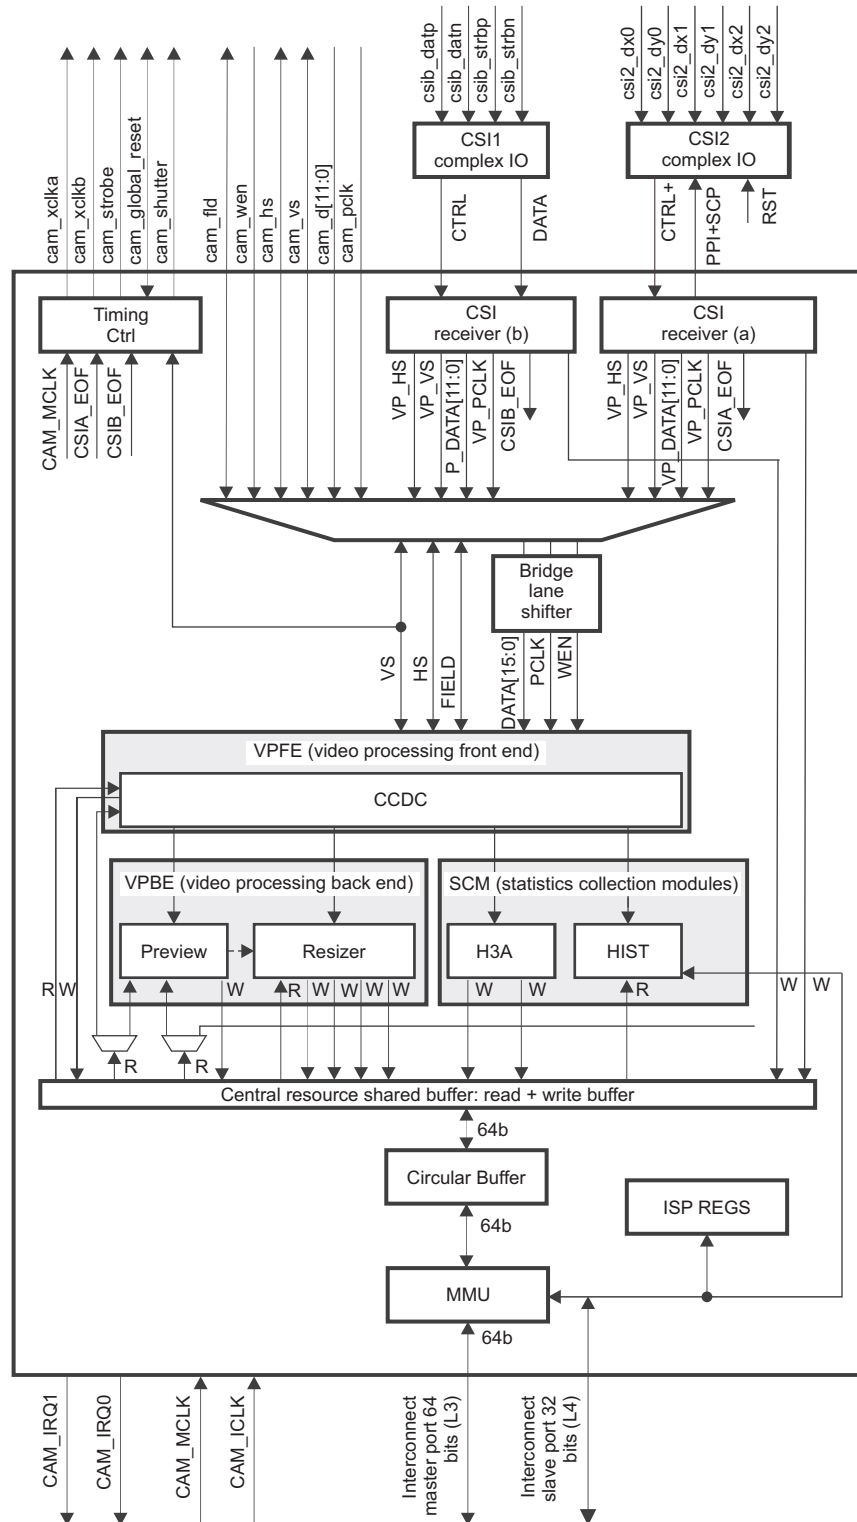 csib_datp
csib_datn
csib_strbp
csib_strbn
csi2_dx0
csi2_dy0
csi2_dx1
csi2_dy1
csi2_dx2
csi2_dy2
CSI1
complex IO
CSI2
complex IO
cam_xclka
cam_xclkb
cam_strobe
cam_global_reset
cam_shutter
cam_fld
cam_wen
cam_hs
cam_vs
cam_d[11:0]
cam_pclk
CTRL
DATA
CTRL+
PPI+SCP
RST
Timing
Ctrl
CSI
receiver (b)
CSI
receiver (a)
CAM_MCLK
CSIA_EOF
CSIB_EOF
VP_HS
VP_VS
P_DATA[11:0]
VP_PCLK
CSIB_EOF
VP_HS
VP_VS
VP_DATA[11:0]
VP_PCLK
CSIA_EOF
Bridge
lane
shifter
VS
HS
FIELD
DATA[15:0]
PCLK
WEN
VPFE (video processing front end)
CCDC
VPBE (video processing back end)
SCM (statistics collection modules)
Preview
Resizer
H3A
HIST
R
W
W
R
W
W
W
W
W
W
R
W
W
R
R
Central resource shared buffer: read + write buffer
64b
Circular Buffer
ISP REGS
64b
MMU
64b
CAM_IRQ1
CAM_IRQ0
CAM_MCLK
CAM_ICLK
Interconnect
master port 64
bits (L3)
Interconnect
slave port 32
bits (L4)